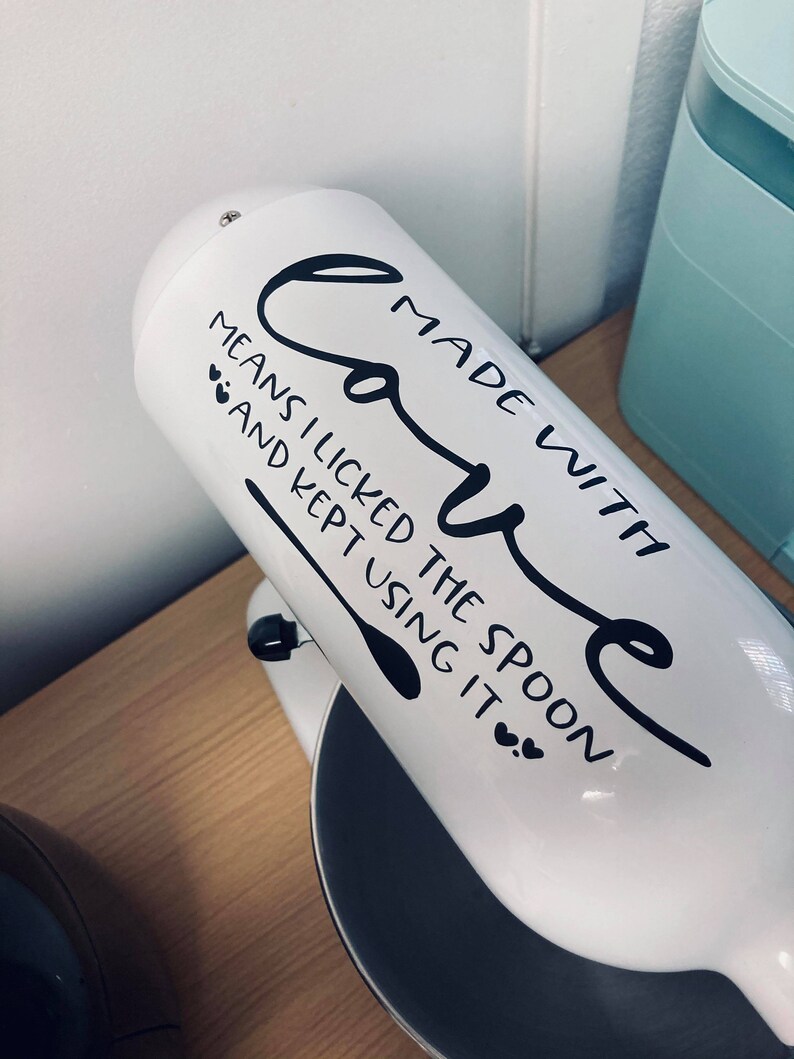 MADE WITH
love
MEANS I LICKED THE SPOON
AND KEPT USING IT